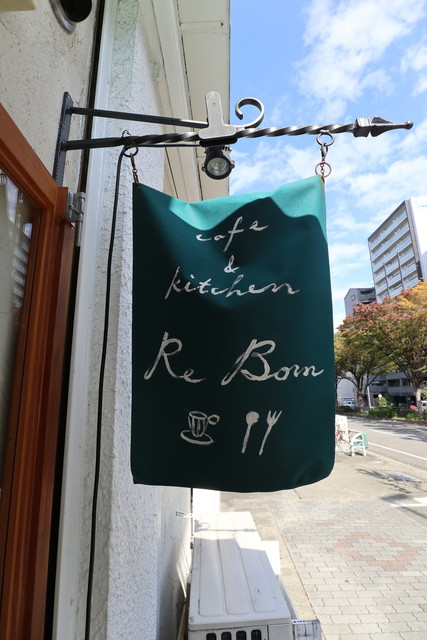 cafe
&
kitchen
Re Born